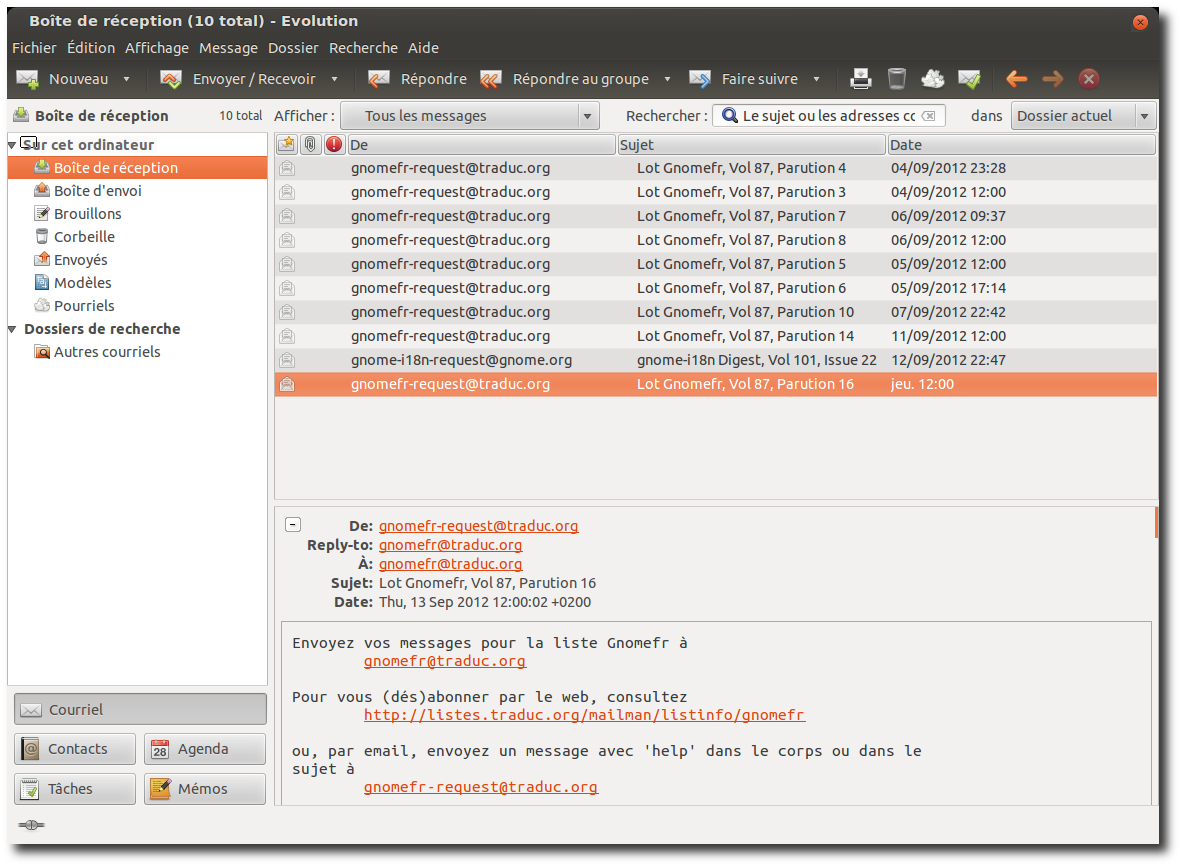 Boîte de réception (10 total) - Evolution
Fichier Édition Affichage Message Dossier Recherche Aide
Nouveau Envoyer / Recevoir Répondre Répondre au groupe Faire suivre
Boîte de réception 10 total Afficher : Tous les messages Rechercher : Le sujet ou les adresses co dans Dossier actuel
Sur cet ordinateur
Boîte de réception
Boîte d'envoi
Brouillons
Corbeille
Envoyés
Modèles
Pourriels
Dossiers de recherche
Autres courriels
De Sujet Date
gnomefr-request@traduc.org Lot Gnomefr, Vol 87, Parution 4 04/09/2012 23:28
gnomefr-request@traduc.org Lot Gnomefr, Vol 87, Parution 3 04/09/2012 12:00
gnomefr-request@traduc.org Lot Gnomefr, Vol 87, Parution 7 06/09/2012 09:37
gnomefr-request@traduc.org Lot Gnomefr, Vol 87, Parution 8 06/09/2012 12:00
gnomefr-request@traduc.org Lot Gnomefr, Vol 87, Parution 5 05/09/2012 12:00
gnomefr-request@traduc.org Lot Gnomefr, Vol 87, Parution 6 05/09/2012 17:14
gnomefr-request@traduc.org Lot Gnomefr, Vol 87, Parution 10 07/09/2012 22:42
gnomefr-request@traduc.org Lot Gnomefr, Vol 87, Parution 14 11/09/2012 12:00
gnome-i18n-request@gnome.org gnome-i18n Digest, Vol 101, Issue 22 12/09/2012 22:47
gnomefr-request@traduc.org Lot Gnomefr, Vol 87, Parution 16 jeu. 12:00
De: gnomefr-request@traduc.org
Reply-to: gnomefr@traduc.org
À: gnomefr@traduc.org
Sujet: Lot Gnomefr, Vol 87, Parution 16
Date: Thu, 13 Sep 2012 12:00:02 +0200
Envoyez vos messages pour la liste Gnomefr à
gnomefr@traduc.org
Pour vous (dés)abonner par le web, consultez
http://listes.traduc.org/mailman/listinfo/gnomefr
ou, par email, envoyez un message avec 'help' dans le corps ou dans le
sujet à
gnomefr-request@traduc.org
Courriel
Contacts 28 Agenda
Tâches Mémos